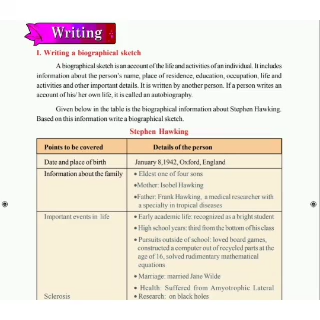 Writing
I. Writing a biographical sketch
A biographical sketch is an account of the life and activities of an individual. It includes
information about the person's name, place of residence, education, occupation, life and
activities and other important details. It is written by another person. If a person writes an
account of his/ her own life, it is called an autobiography.
Given below in the table is the biographical information about Stephen Hawking.
Based on this information write a biographical sketch.
Stephen Hawking
Points to be covered Details of the person
Date and place of birth January 8,1942, Oxford, England
Information about the family • Eldest one of four sons
•Mother: Isobel Hawking
•Father: Frank Hawking, a medical researcher with
a specialty in tropical diseases
Important events in life • Early academic life: recognized as a bright student
• High school years: third from the bottom of his class
• Pursuits outside of school: loved board games,
constructed a computer out of recycled parts at the
age of 16, solved rudimentary mathematical
equations
• Marriage: married Jane Wilde
• Health: Suffered from Amyotrophic Lateral
Sclerosis • Research: on black holes